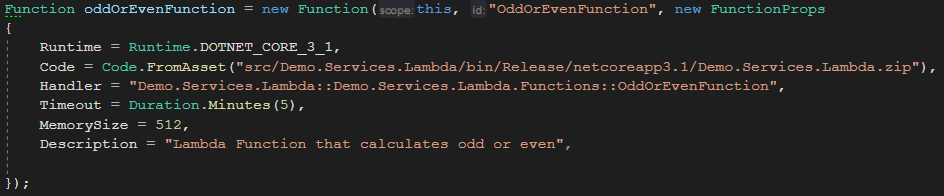 Function oddOrEvenFunction = new Function(scope: this, id: "OddOrEvenFunction", new FunctionProps
{
Runtime = Runtime.DOTNET_CORE_3_1,
Code = Code.FromAsset("src/Demo.Services.Lambda/bin/Release/netcoreapp3.1/Demo.Services.Lambda.zip"),
Handler = "Demo.Services.Lambda::Demo.Services.Lambda.Functions::OddOrEvenFunction",
Timeout = Duration.Minutes(5),
MemorySize = 512,
Description = "Lambda Function that calculates odd or even",
});